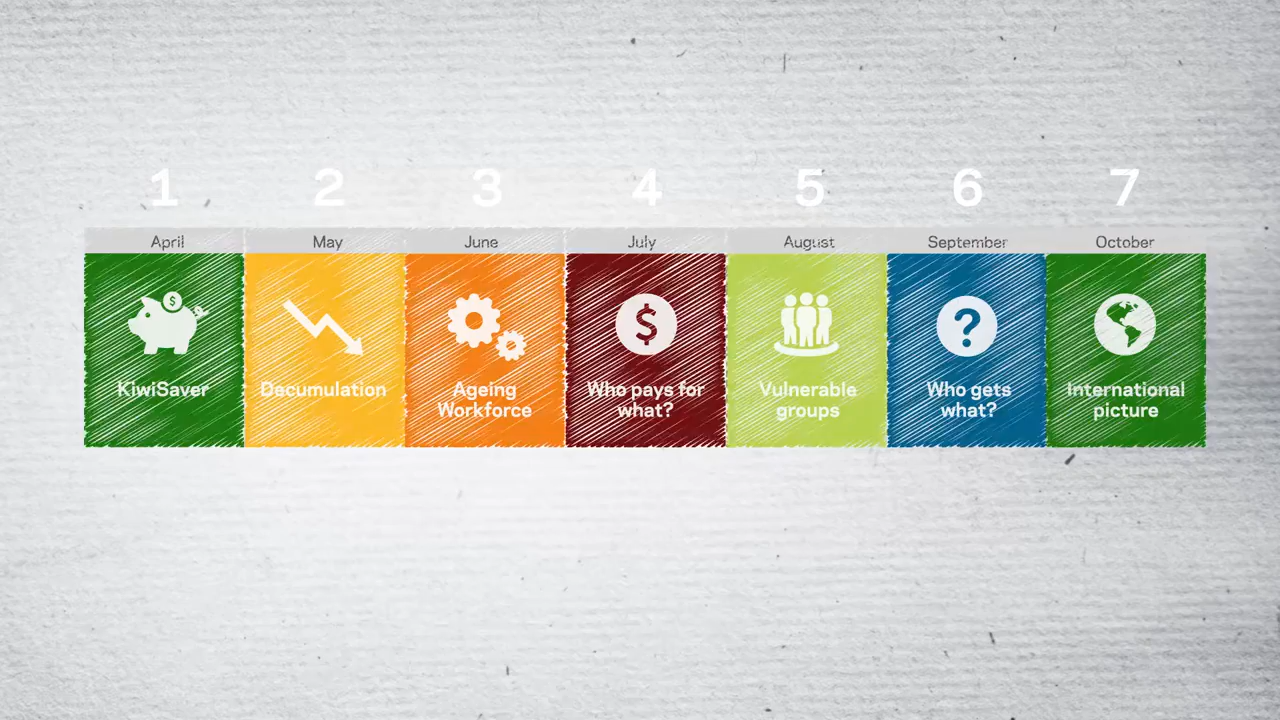 1 2 3 4 5 6 7
April May June July August September October
$ $ ?
KiwiSaver Decumulation Ageing Who pays for Vulnerable Who gets International
Workforce what? groups what? picture